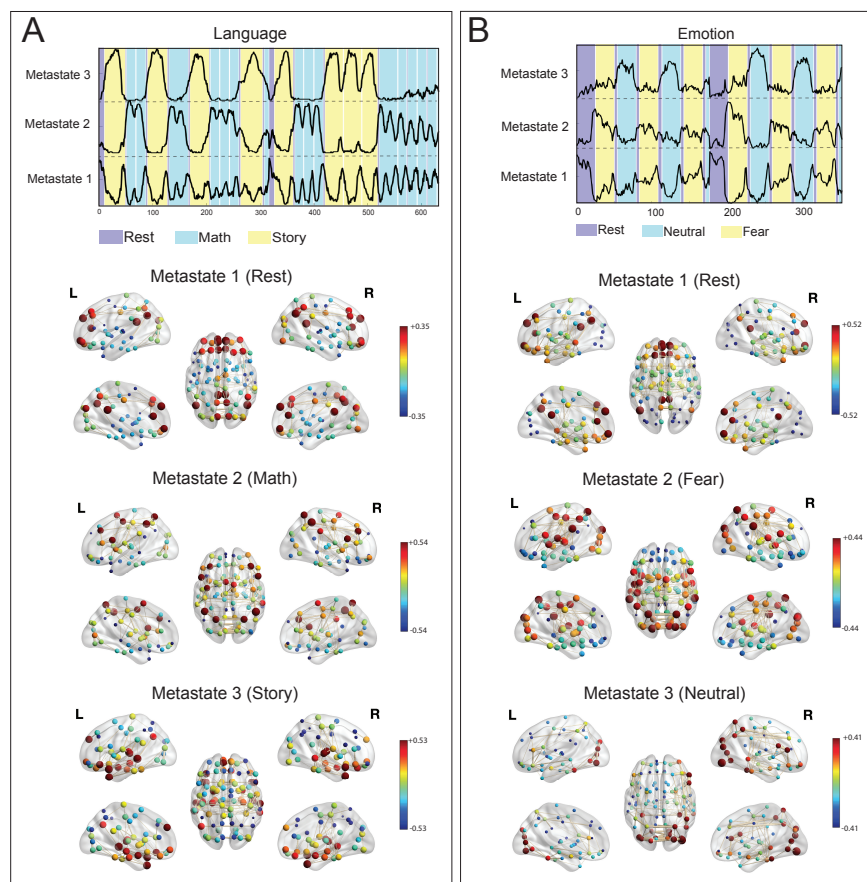 A
Language
Metastate 3
Metastate 2
Metastate 1
0 100 200 300 400 500 600
Rest Math Story
Metastate 1 (Rest)
L R
+0.35
-0.35
Metastate 2 (Math)
L R
+0.54
-0.54
Metastate 3 (Story)
L R
+0.53
-0.53
B
Emotion
Metastate 3
Metastate 2
Metastate 1
0 100 200 300
Rest Neutral Fear
Metastate 1 (Rest)
L R
+0.52
-0.52
Metastate 2 (Fear)
L R
+0.44
-0.44
Metastate 3 (Neutral)
L R
+0.41
-0.41